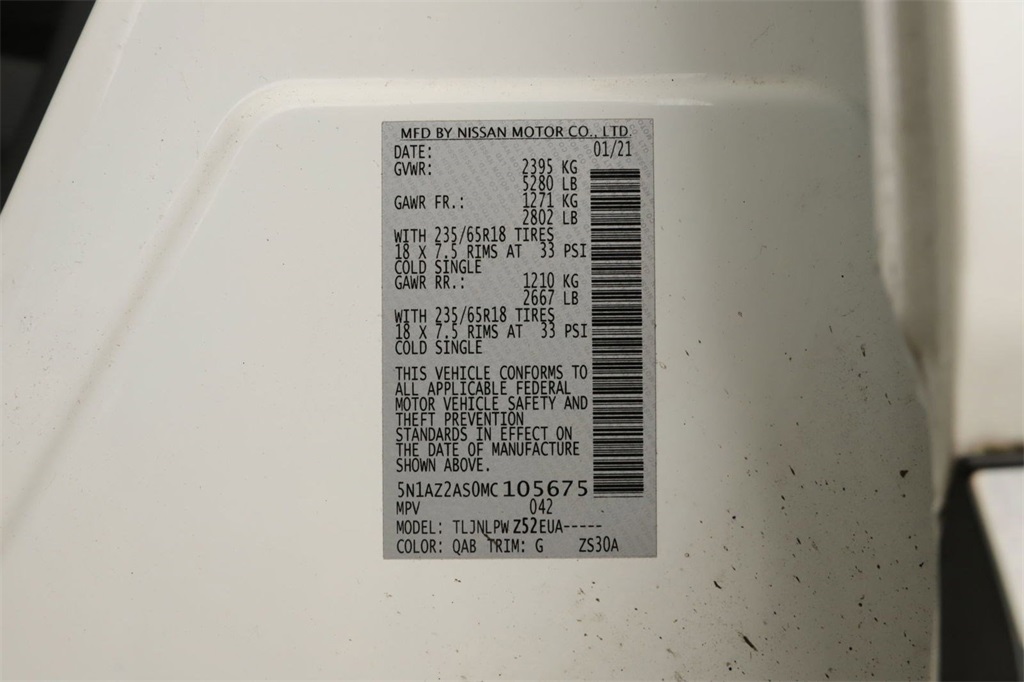 MFD BY NISSAN MOTOR CO., LTD.
DATE: 01/21
GVWR: 2395 KG
5280 LB
GAWR FR.: 1271 KG
2802 LB
WITH 235/65R18 TIRES
18 X 7.5 RIMS AT 33 PSI
COLD SINGLE
GAWR RR.: 1210 KG
2667 LB
WITH 235/65R18 TIRES
18 X 7.5 RIMS AT 33 PSI
COLD SINGLE
THIS VEHICLE CONFORMS TO
ALL APPLICABLE FEDERAL
MOTOR VEHICLE SAFETY AND
THEFT PREVENTION
STANDARDS IN EFFECT ON
THE DATE OF MANUFACTURE
SHOWN ABOVE.
5N1AZ2AS0MC105675
MPV 042
MODEL: TLJNLPWZ52EUA-----
COLOR: QAB TRIM: G ZS30A